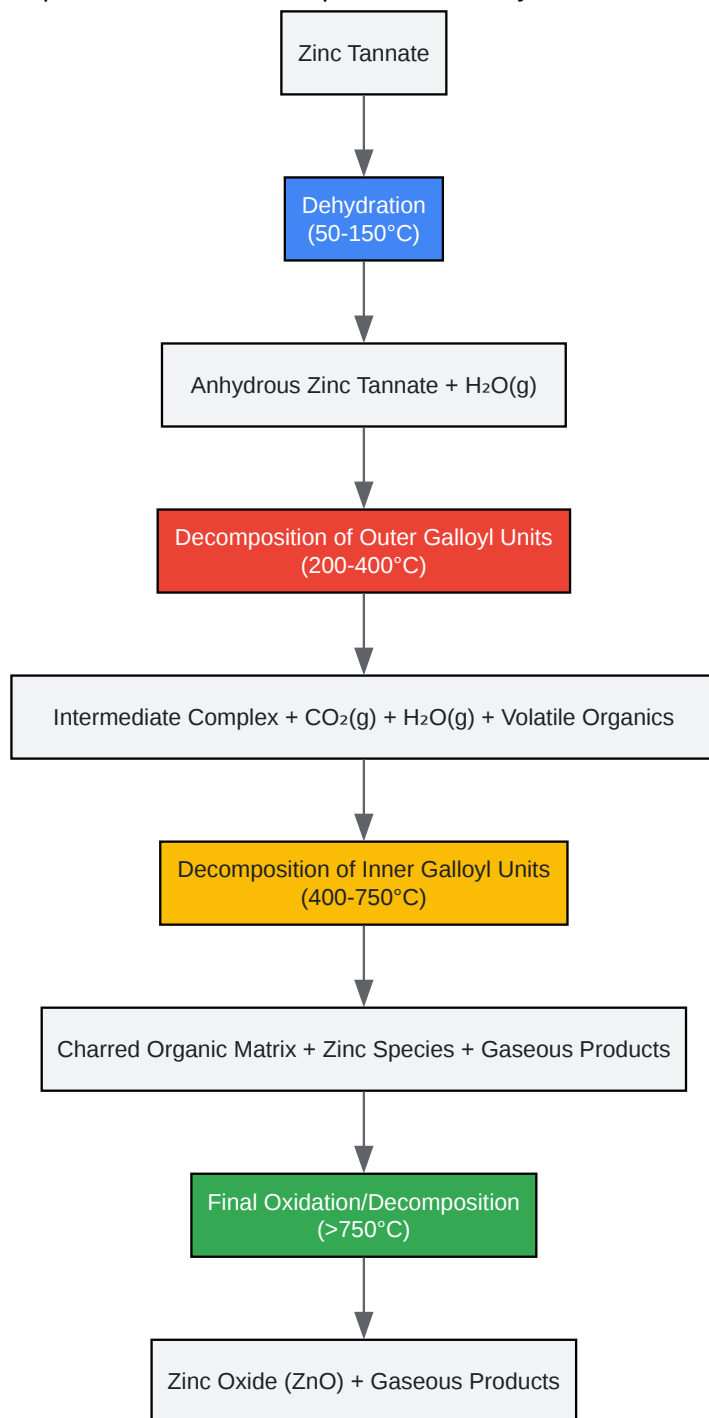 Zinc Tannate
Dehydration
(50-150°C)
Anhydrous Zinc Tannate + H₂O(g)
Decomposition of Outer Galloyl Units
(200-400°C)
Intermediate Complex + CO₂(g) + H₂O(g) + Volatile Organics
Decomposition of Inner Galloyl Units
(400-750°C)
Charred Organic Matrix + Zinc Species + Gaseous Products
Final Oxidation/Decomposition
(>750°C)
Zinc Oxide (ZnO) + Gaseous Products